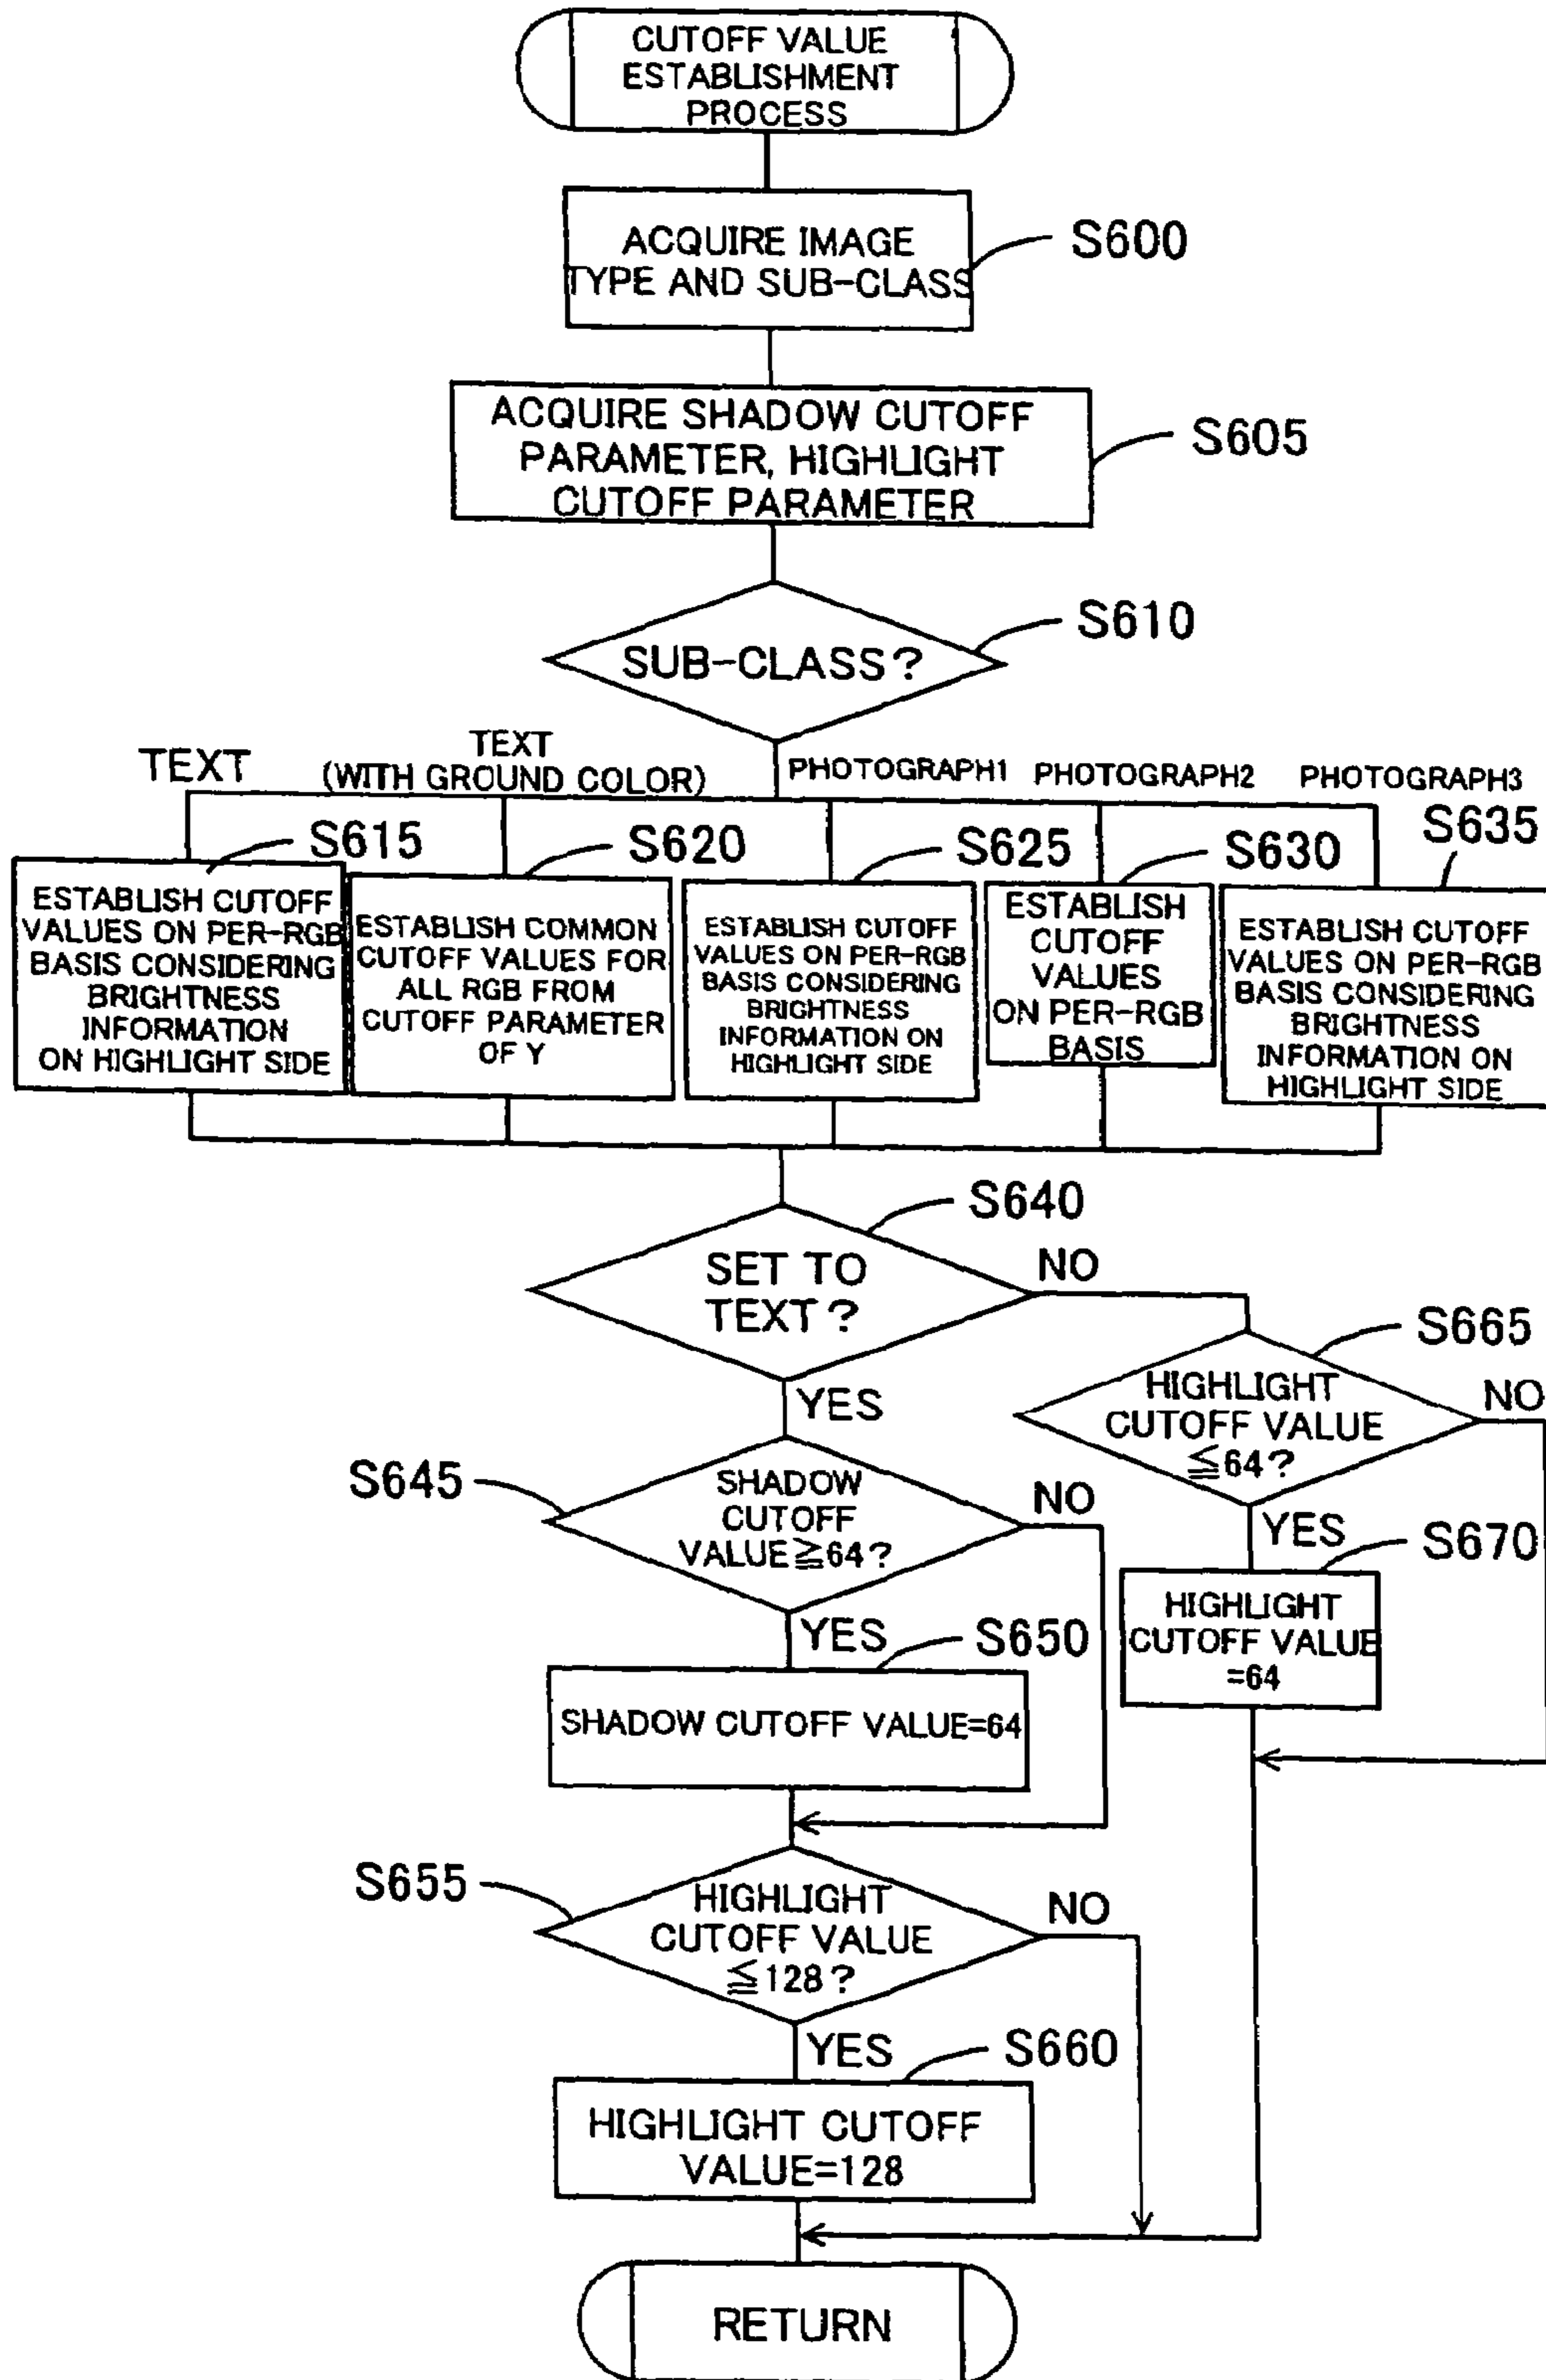 CUTOFF VALUE
ESTABLISHMENT
PROCESS
ACQUIRE IMAGE
TYPE AND SUB-CLASS
S600
ACQUIRE SHADOW CUTOFF
PARAMETER, HIGHLIGHT
CUTOFF PARAMETER
S605
SUB-CLASS?
S610
TEXT
TEXT
(WITH GROUND COLOR)
PHOTOGRAPH1
PHOTOGRAPH2
PHOTOGRAPH3
S615
S620
S625
S630
S635
ESTABLISH CUTOFF
VALUES ON PER-RGB
BASIS CONSIDERING
BRIGHTNESS
INFORMATION
ON HIGHLIGHT SIDE
ESTABLISH COMMON
CUTOFF VALUES FOR
ALL RGB FROM
CUTOFF PARAMETER
OF Y
ESTABLISH CUTOFF
VALUES ON PER-RGB
BASIS CONSIDERING
BRIGHTNESS
INFORMATION ON
HIGHLIGHT SIDE
ESTABLISH
CUTOFF
VALUES
ON PER-RGB
BASIS
ESTABLISH CUTOFF
VALUES ON PER-RGB
BASIS CONSIDERING
BRIGHTNESS
INFORMATION ON
HIGHLIGHT SIDE
S640
SET TO
TEXT?
NO
YES
S665
HIGHLIGHT
CUTOFF VALUE
≦64?
NO
YES
S645
SHADOW
CUTOFF
VALUE≧64?
NO
YES
S670
HIGHLIGHT
CUTOFF VALUE
=64
S650
SHADOW CUTOFF VALUE=64
S655
HIGHLIGHT
CUTOFF VALUE
≦128?
NO
YES
S660
HIGHLIGHT CUTOFF
VALUE=128
RETURN